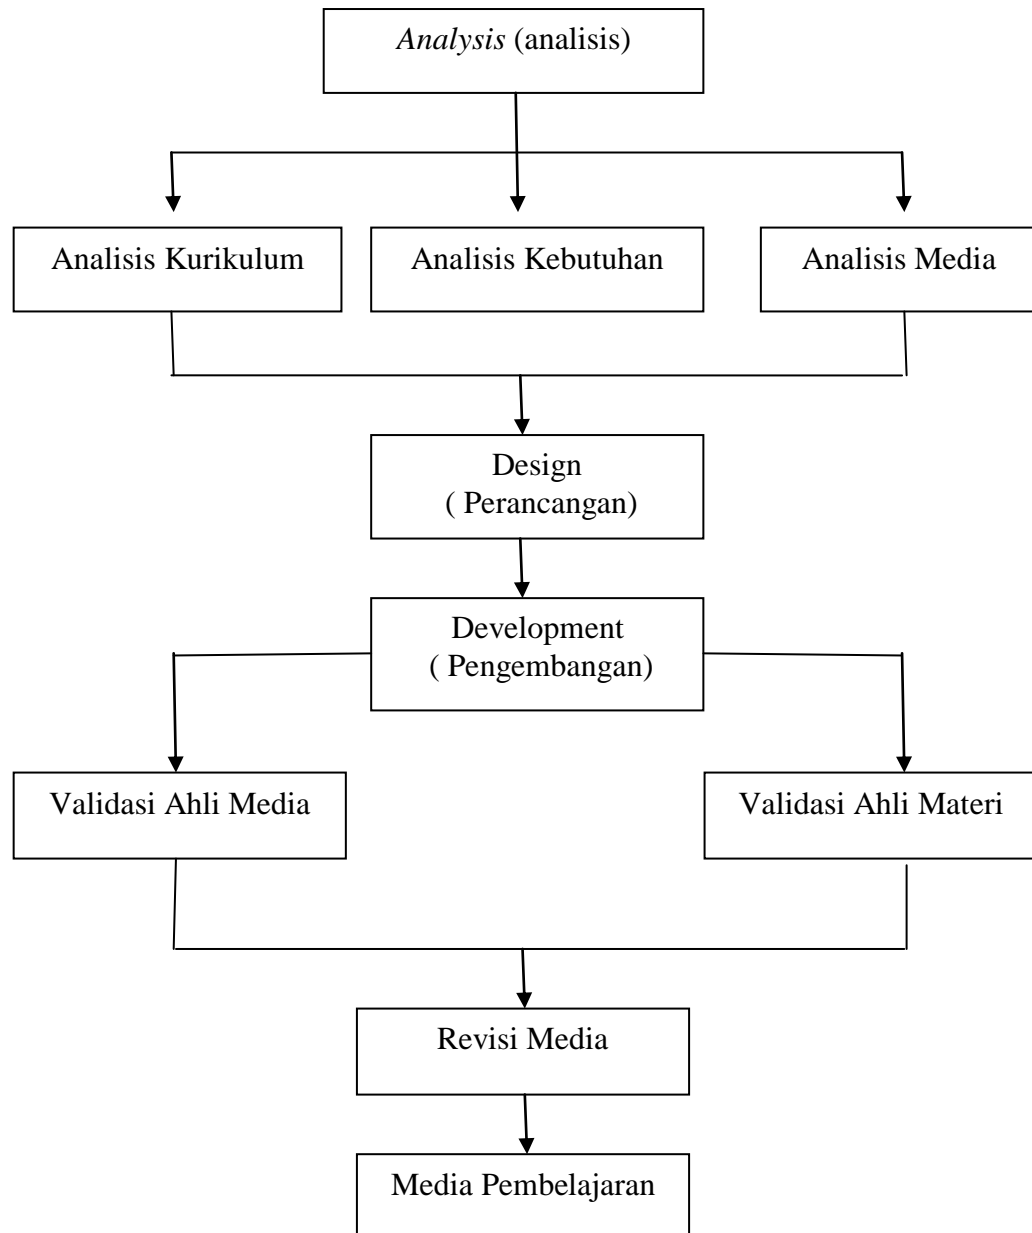 Analysis (analisis)
Analisis Kurikulum
Analisis Kebutuhan
Analisis Media
Design
( Perancangan)
Development
( Pengembangan)
Validasi Ahli Media
Validasi Ahli Materi
Revisi Media
Media Pembelajaran